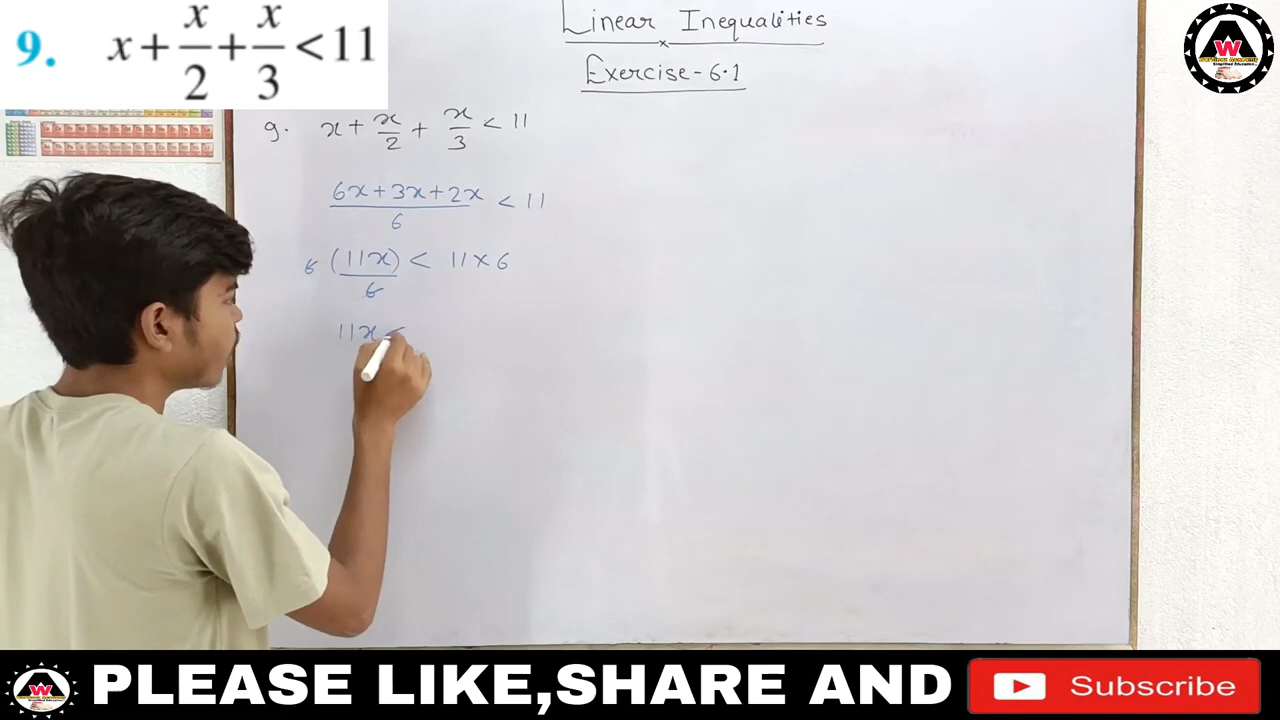 9. x + x/2 + x/3 < 11
Linear Inequalities
Exercise - 6.1
9. x + x/2 + x/3 < 11
6x + 3x + 2x / 6 < 11
6 (11x)/6 < 11 × 6
11x <
W
W
PLEASE LIKE,SHARE AND
Subscribe